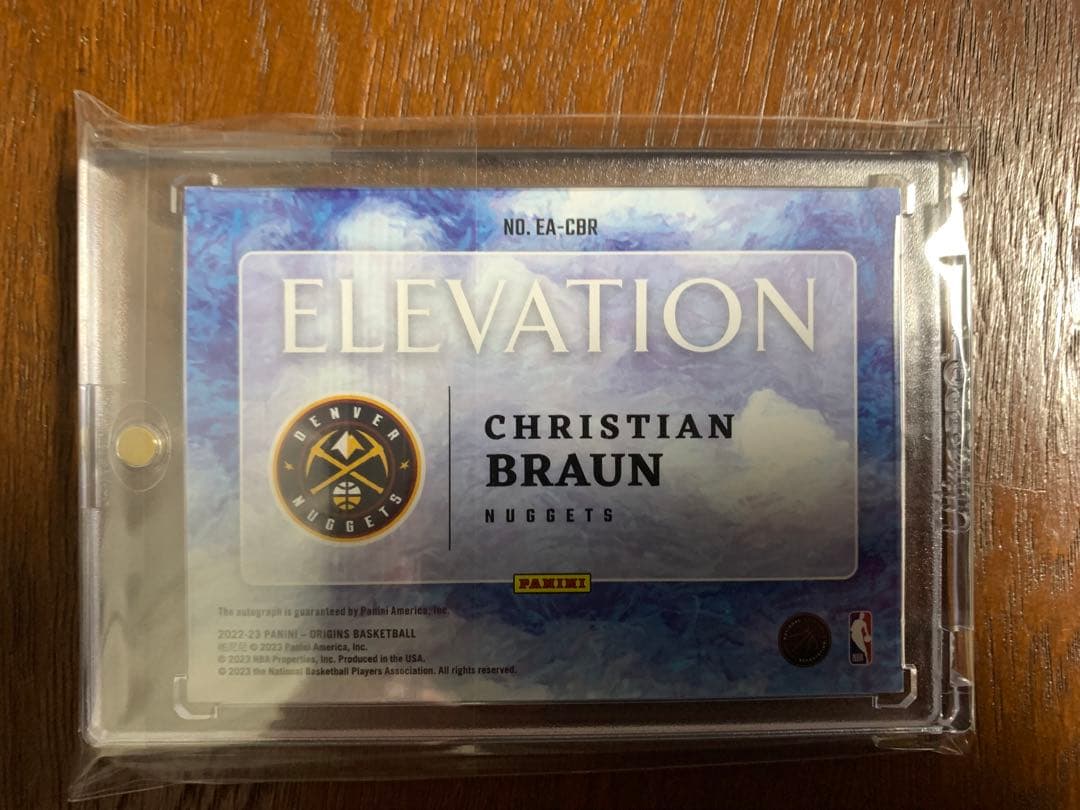 NO. EA-CBR
ELEVATION
DENVER
NUGGETS
CHRISTIAN
BRAUN
NUGGETS
PANINI
The autograph is guaranteed by Panini America, Inc.
2022-23 PANINI – ORIGINS BASKETBALL
© 2023 Panini America, Inc.
© 2023 NBA Properties, Inc. Produced in the USA.
© 2023 the National Basketball Players Association. All rights reserved.